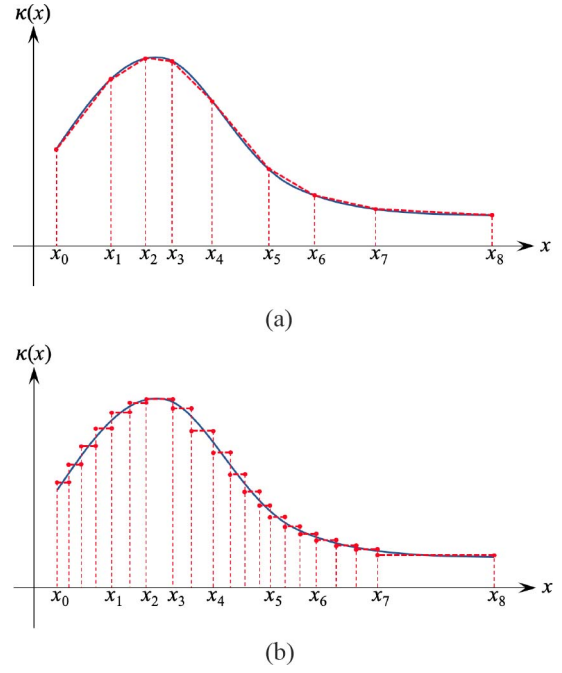 κ(x)
x₀ x₁ x₂ x₃ x₄ x₅ x₆ x₇ x₈ x
(a)
κ(x)
x₀ x₁ x₂ x₃ x₄ x₅ x₆ x₇ x₈ x
(b)